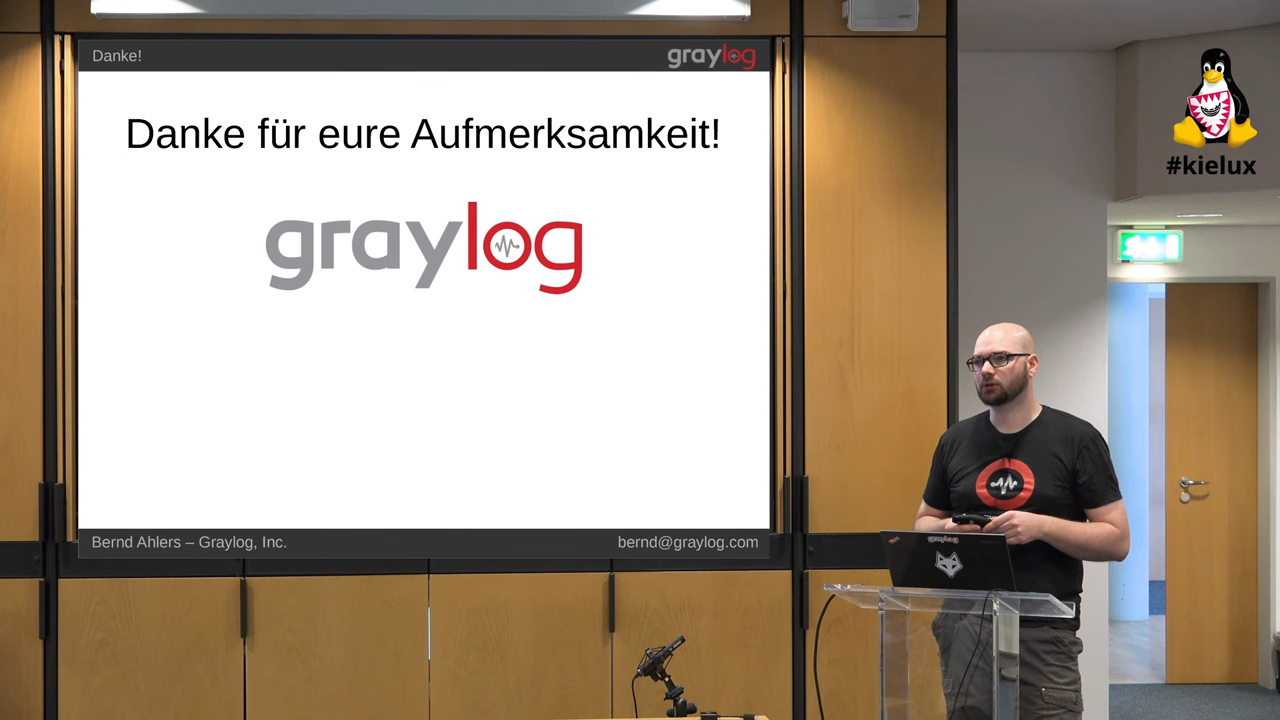 Danke!
graylog
Danke für eure Aufmerksamkeit!
graylog
Bernd Ahlers – Graylog, Inc.
bernd@graylog.com
#kielux